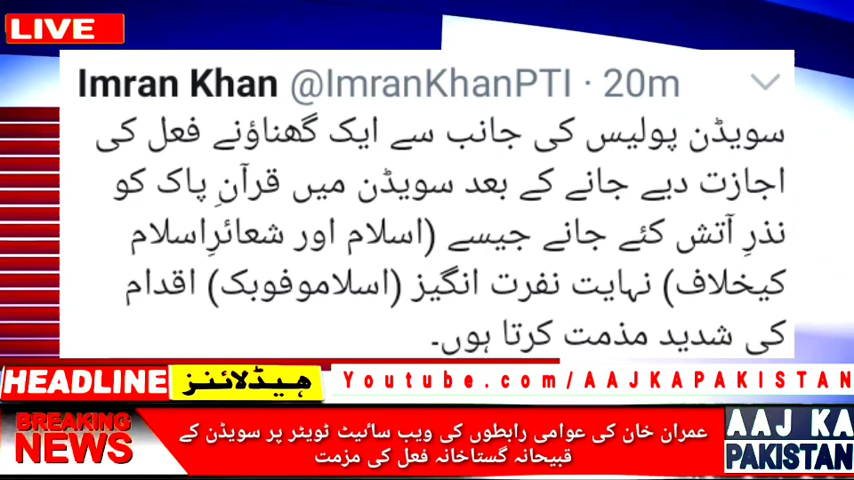 LIVE
Imran Khan @ImranKhanPTI · 20m
سویڈن پولیس کی جانب سے ایک گھناؤنے فعل کی
اجازت دیے جانے کے بعد سویڈن میں قرآنِ پاک کو
نذرِ آتش کئے جانے جیسے (اسلام اور شعائرِاسلام
کیخلاف) نہایت نفرت انگیز (اسلاموفوبک) اقدام
کی شدید مذمت کرتا ہوں۔
HEADLINE ہیڈلائنز Youtube.com/AAJKAPAKISTAN
BREAKING
NEWS
عمران خان کی عوامی رابطوں کی ویب سائیٹ ٹویٹر پر سویڈن کے
قبیحانہ گستاخانہ فعل کی مزمت
AAJ KA
PAKISTAN